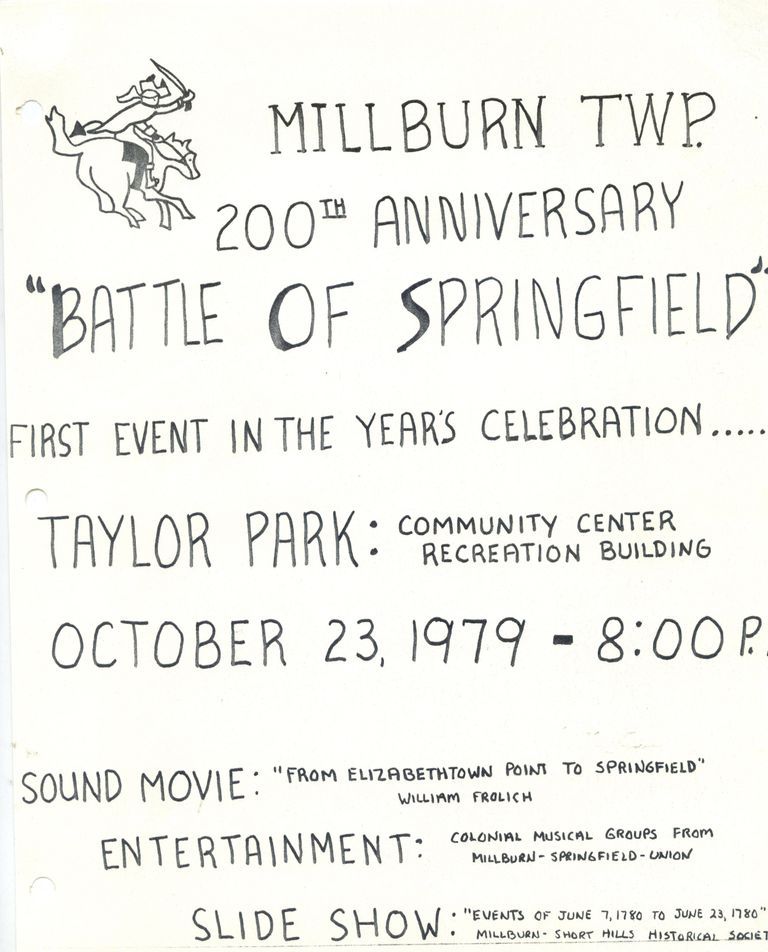 MILLBURN TWP.
200TH ANNIVERSARY
"BATTLE OF SPRINGFIELD"
FIRST EVENT IN THE YEAR'S CELEBRATION.....
TAYLOR PARK: COMMUNITY CENTER
RECREATION BUILDING
OCTOBER 23, 1979 - 8:00 P.
SOUND MOVIE: "FROM ELIZABETHTOWN POINT TO SPRINGFIELD"
WILLIAM FROLICH
ENTERTAINMENT: COLONIAL MUSICAL GROUPS FROM
MILLBURN - SPRINGFIELD - UNION
SLIDE SHOW: "EVENTS OF JUNE 7, 1780 TO JUNE 23, 1780"
MILLBURN - SHORT HILLS HISTORICAL SOCIET